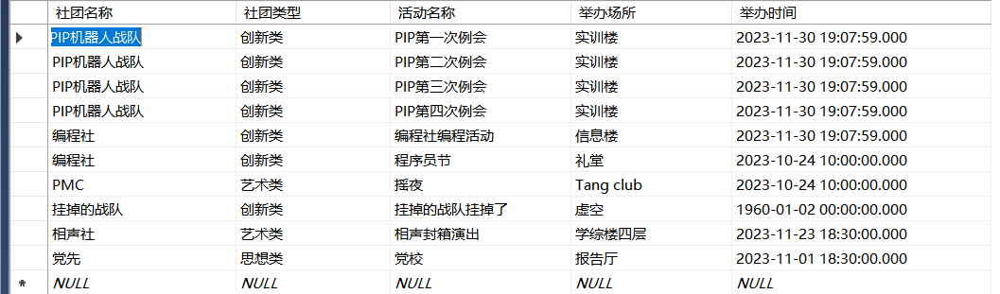 社团名称 社团类型 活动名称 举办场所 举办时间
PIP机器人战队 创新类 PIP第一次例会 实训楼 2023-11-30 19:07:59.000
PIP机器人战队 创新类 PIP第二次例会 实训楼 2023-11-30 19:07:59.000
PIP机器人战队 创新类 PIP第三次例会 实训楼 2023-11-30 19:07:59.000
PIP机器人战队 创新类 PIP第四次例会 实训楼 2023-11-30 19:07:59.000
编程社 创新类 编程社编程活动 信息楼 2023-11-30 19:07:59.000
编程社 创新类 程序员节 礼堂 2023-10-24 10:00:00.000
PMC 艺术类 摇夜 Tang club 2023-10-24 10:00:00.000
挂掉的战队 创新类 挂掉的战队挂掉了 虚空 1960-01-02 00:00:00.000
相声社 艺术类 相声封箱演出 学综楼四层 2023-11-23 18:30:00.000
党先 思想类 党校 报告厅 2023-11-01 18:30:00.000
* NULL NULL NULL NULL NULL